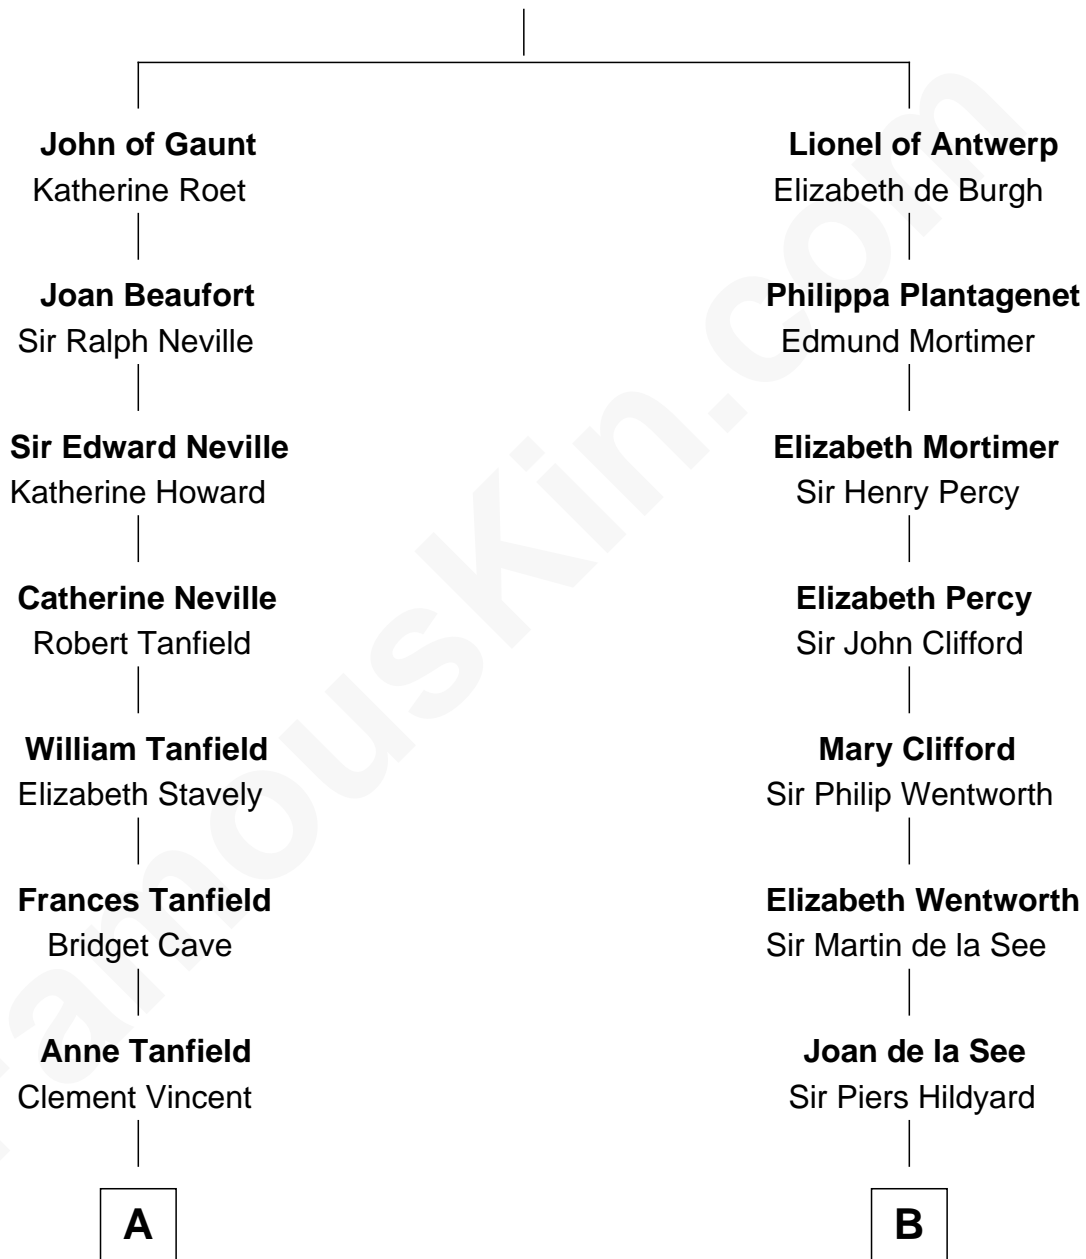 John of Gaunt
Katherine Roet
Lionel of Antwerp
Elizabeth de Burgh
Joan Beaufort
Sir Ralph Neville
Philippa Plantagenet
Edmund Mortimer
Sir Edward Neville
Katherine Howard
Elizabeth Mortimer
Sir Henry Percy
Catherine Neville
Robert Tanfield
Elizabeth Percy
Sir John Clifford
William Tanfield
Elizabeth Stavely
Mary Clifford
Sir Philip Wentworth
Frances Tanfield
Bridget Cave
Elizabeth Wentworth
Sir Martin de la See
Anne Tanfield
Clement Vincent
Joan de la See
Sir Piers Hildyard
A
B
FamousKin.com